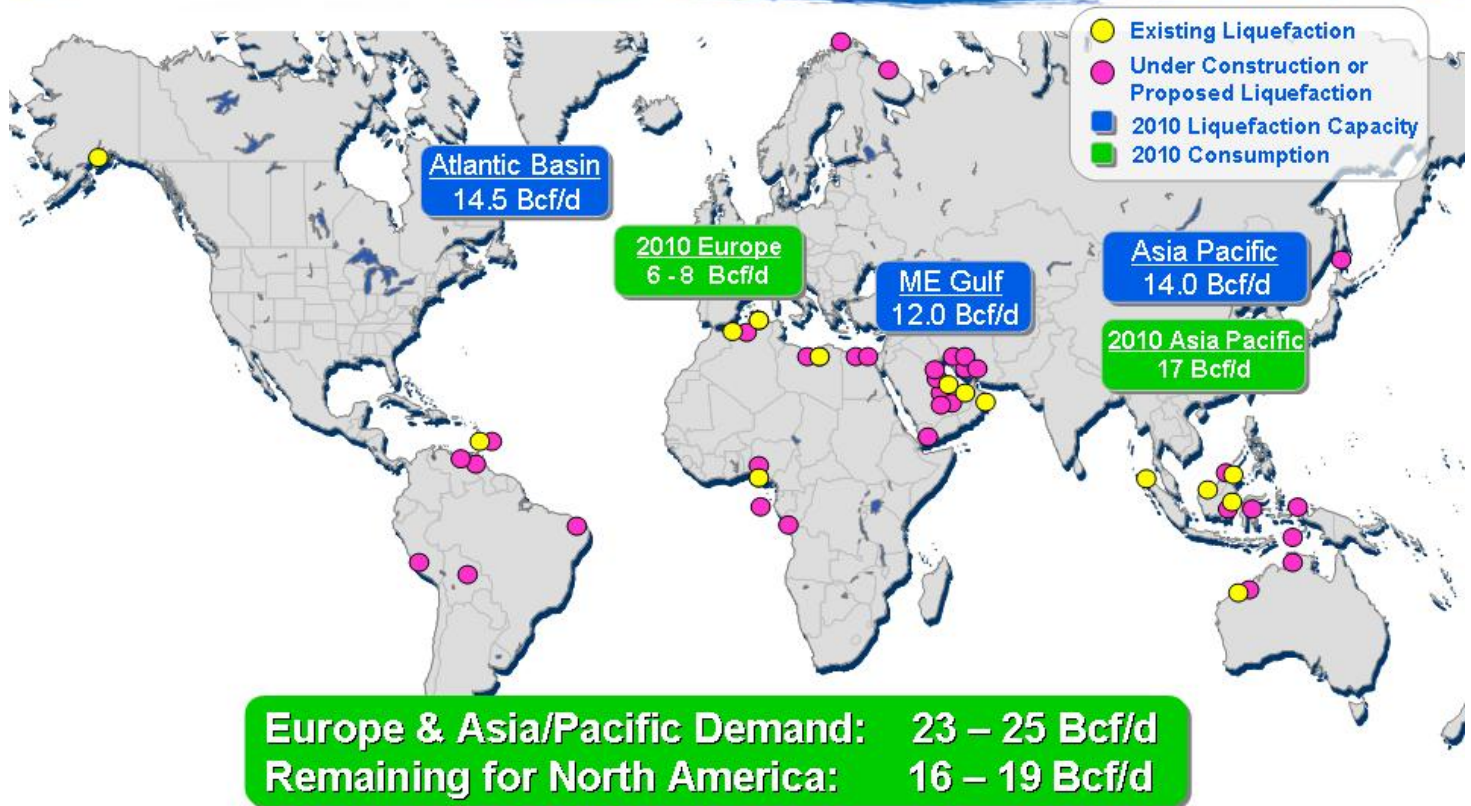 Existing Liquefaction
Under Construction or
Proposed Liquefaction
2010 Liquefaction Capacity
2010 Consumption
Atlantic Basin
14.5 Bcf/d
2010 Europe
6 - 8 Bcf/d
ME Gulf
12.0 Bcf/d
Asia Pacific
14.0 Bcf/d
2010 Asia Pacific
17 Bcf/d
Europe & Asia/Pacific Demand: 23 – 25 Bcf/d
Remaining for North America: 16 – 19 Bcf/d